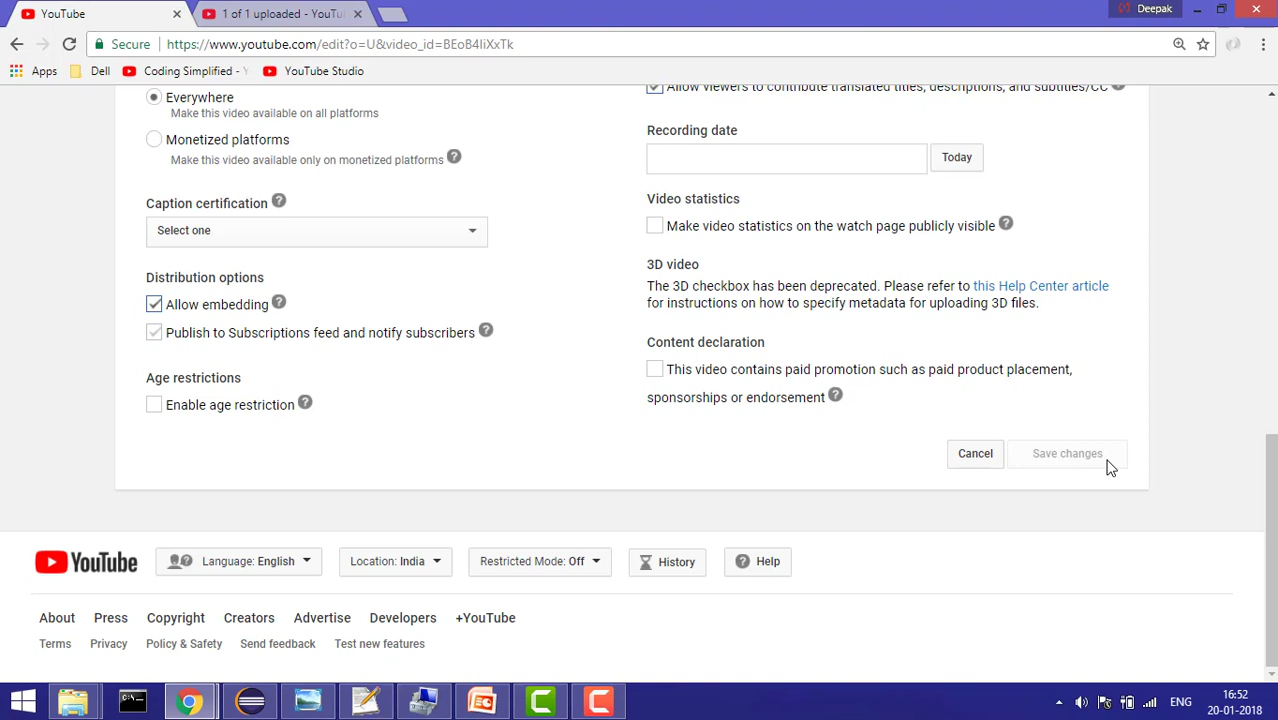 YouTube
1 of 1 uploaded - YouTu
Deepak
Secure
https://www.youtube.com/edit?o=U&video_id=BEoB4IiXxTk
Apps
Dell
Coding Simplified - Y
YouTube Studio
Everywhere
Make this video available on all platforms
Monetized platforms
Make this video available only on monetized platforms ?
Caption certification ?
Select one
Distribution options
Allow embedding ?
Publish to Subscriptions feed and notify subscribers ?
Age restrictions
Enable age restriction ?
Allow viewers to contribute translated titles, descriptions, and subtitles/CC ?
Recording date
Today
Video statistics
Make video statistics on the watch page publicly visible ?
3D video
The 3D checkbox has been deprecated. Please refer to this Help Center article
for instructions on how to specify metadata for uploading 3D files.
Content declaration
This video contains paid promotion such as paid product placement,
sponsorships or endorsement ?
Cancel
Save changes
YouTube
Language: English
Location: India
Restricted Mode: Off
History
? Help
About
Press
Copyright
Creators
Advertise
Developers
+YouTube
Terms
Privacy
Policy & Safety
Send feedback
Test new features
ENG
16:52
20-01-2018